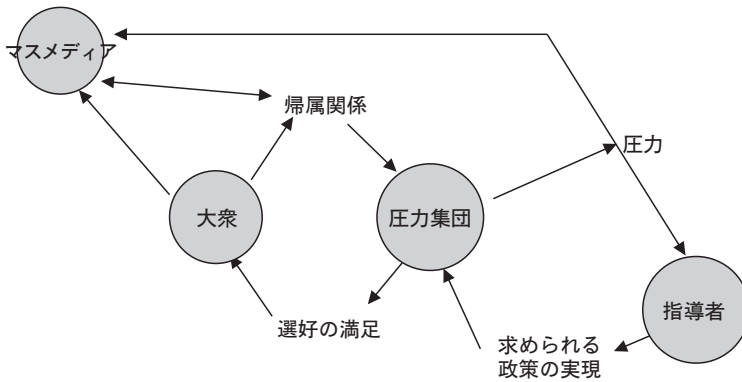 マスメディア
帰属関係
圧力
大衆
圧力集団
選好の満足
指導者
求められる
政策の実現